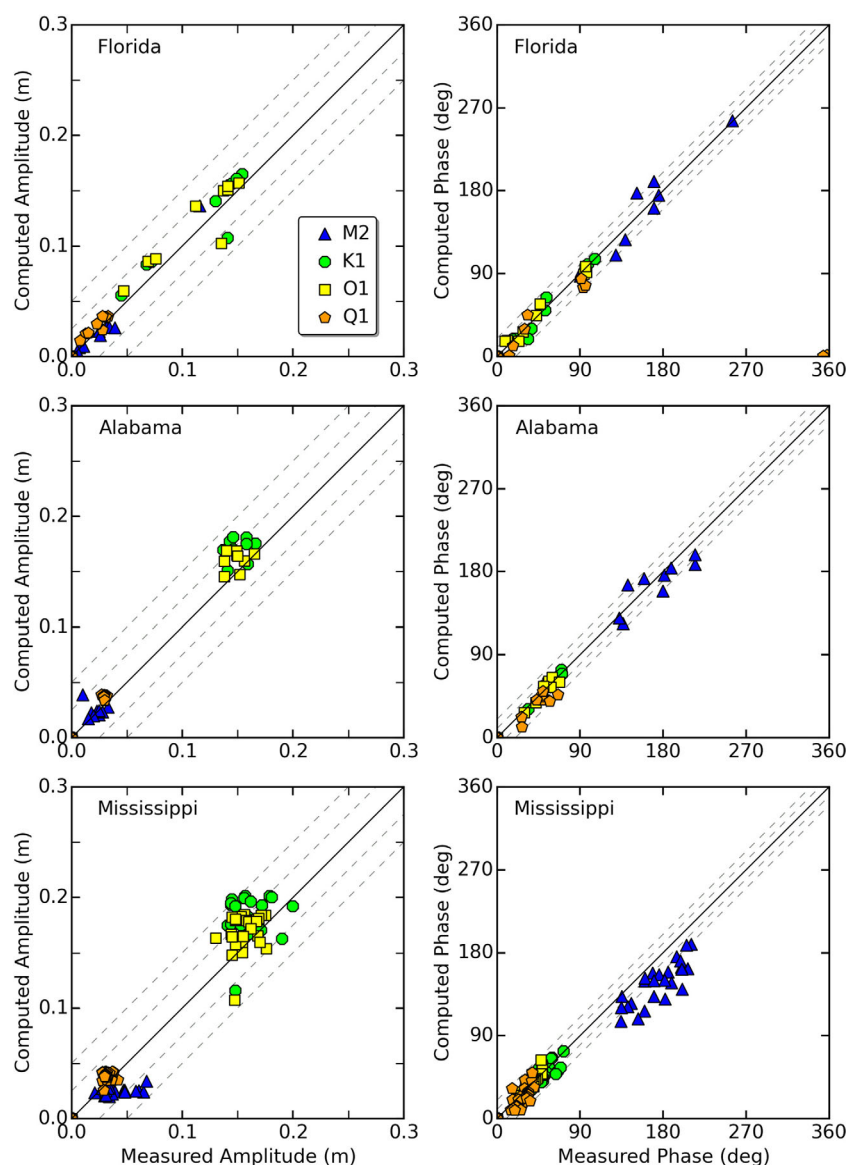 0.3
Florida
0.2
0.1
0.0
0.0 0.1 0.2 0.3
Computed Amplitude (m)
M2
K1
O1
Q1
360
Florida
270
180
90
0
0 90 180 270 360
Computed Phase (deg)
0.3
Alabama
0.2
0.1
0.0
0.0 0.1 0.2 0.3
Computed Amplitude (m)
360
Alabama
270
180
90
0
0 90 180 270 360
Computed Phase (deg)
0.3
Mississippi
0.2
0.1
0.0
0.0 0.1 0.2 0.3
Computed Amplitude (m)
Measured Amplitude (m)
360
Mississippi
270
180
90
0
0 90 180 270 360
Computed Phase (deg)
Measured Phase (deg)